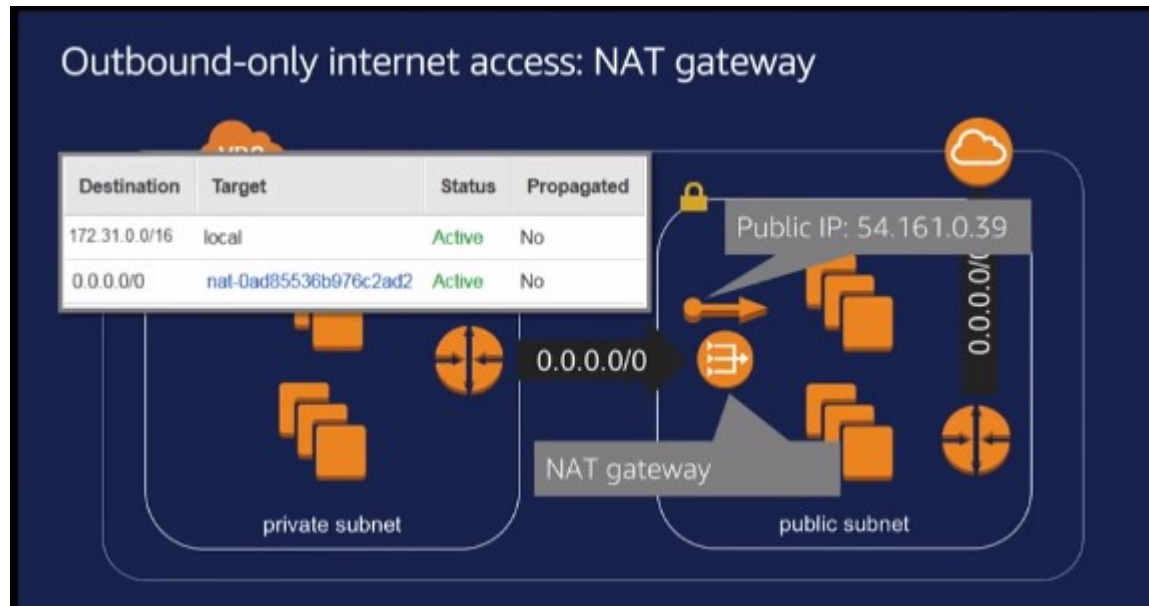 Outbound-only internet access: NAT gateway
Destination Target Status Propagated
172.31.0.0/16 local Active No
0.0.0.0/0 nat-0ad85536b976c2ad2 Active No
Public IP: 54.161.0.39
0.0.0.0/0
0.0.0.0/0
NAT gateway
private subnet
public subnet